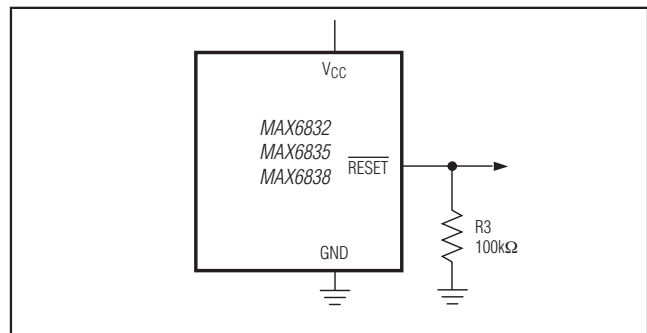 VCC
MAX6832
MAX6835
MAX6838
RESET
GND
R3
100kΩ